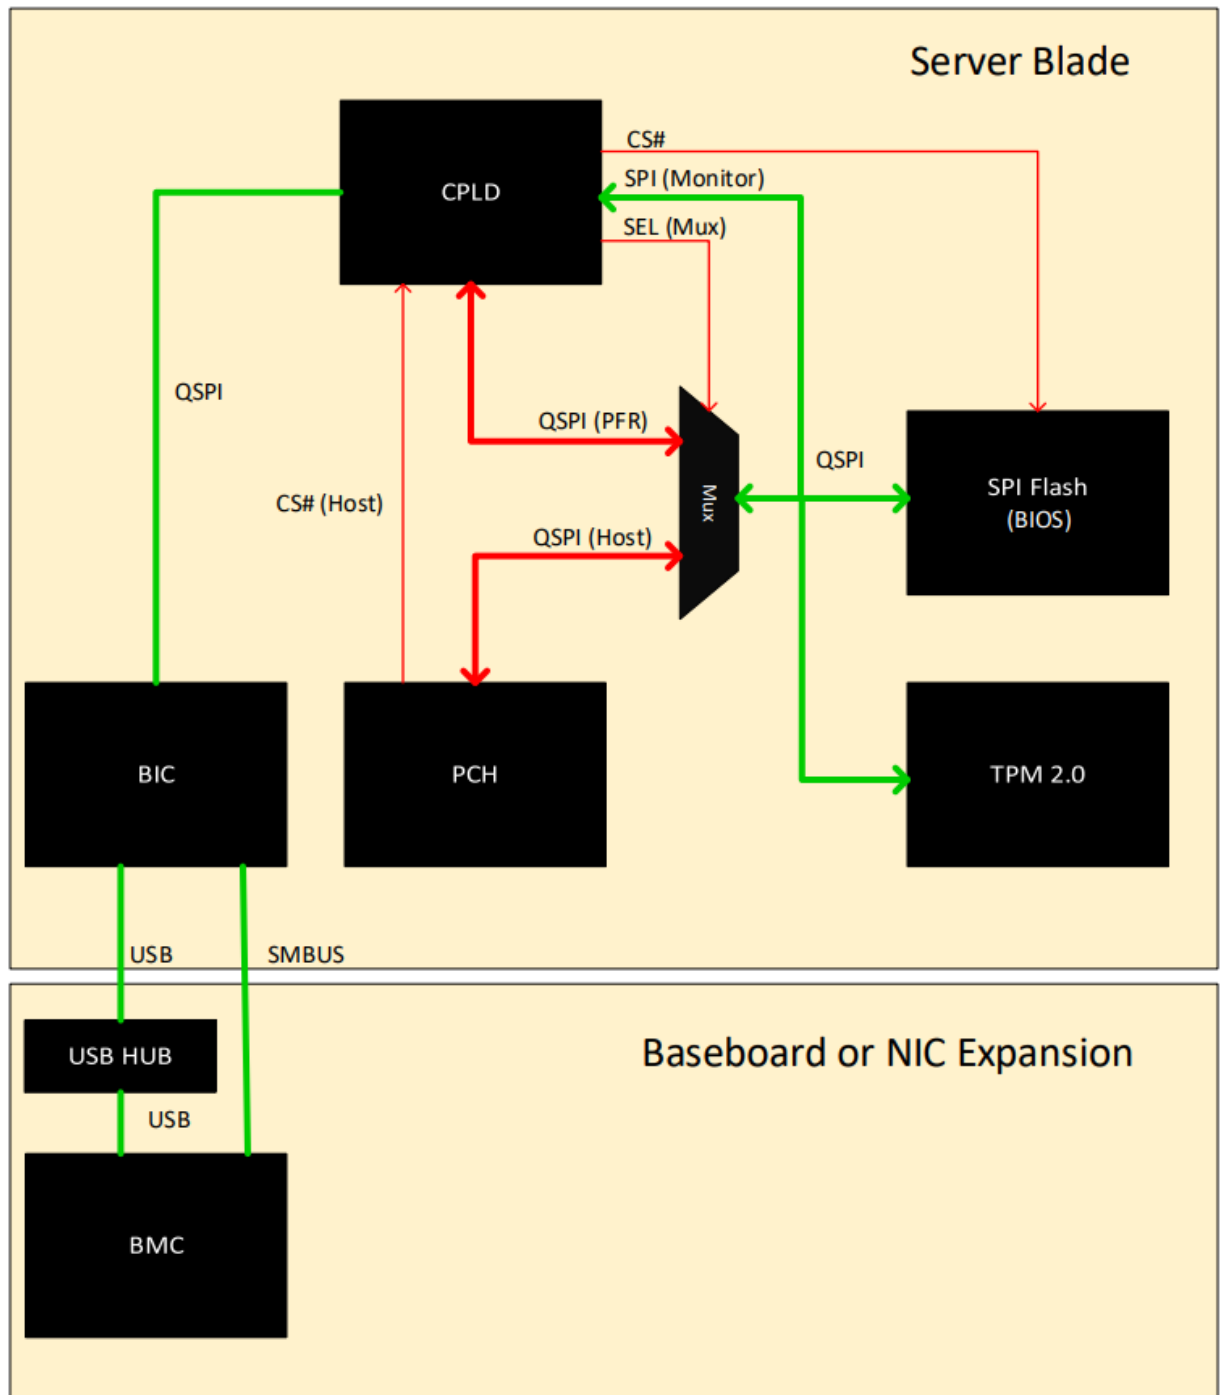 Server Blade
CPLD
CS#
SPI (Monitor)
SEL (Mux)
QSPI
QSPI (PFR)
QSPI
CS# (Host)
Mux
SPI Flash
(BIOS)
QSPI (Host)
BIC
PCH
TPM 2.0
USB
SMBUS
USB HUB
Baseboard or NIC Expansion
USB
BMC